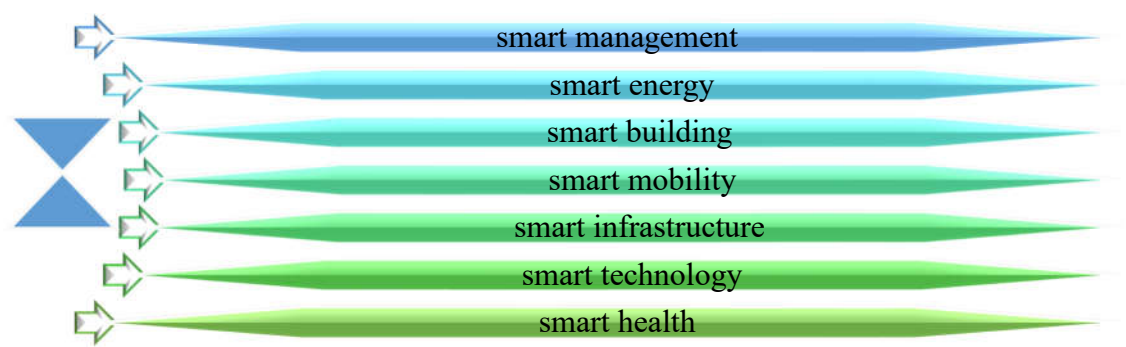 smart management
smart energy
smart building
smart mobility
smart infrastructure
smart technology
smart health